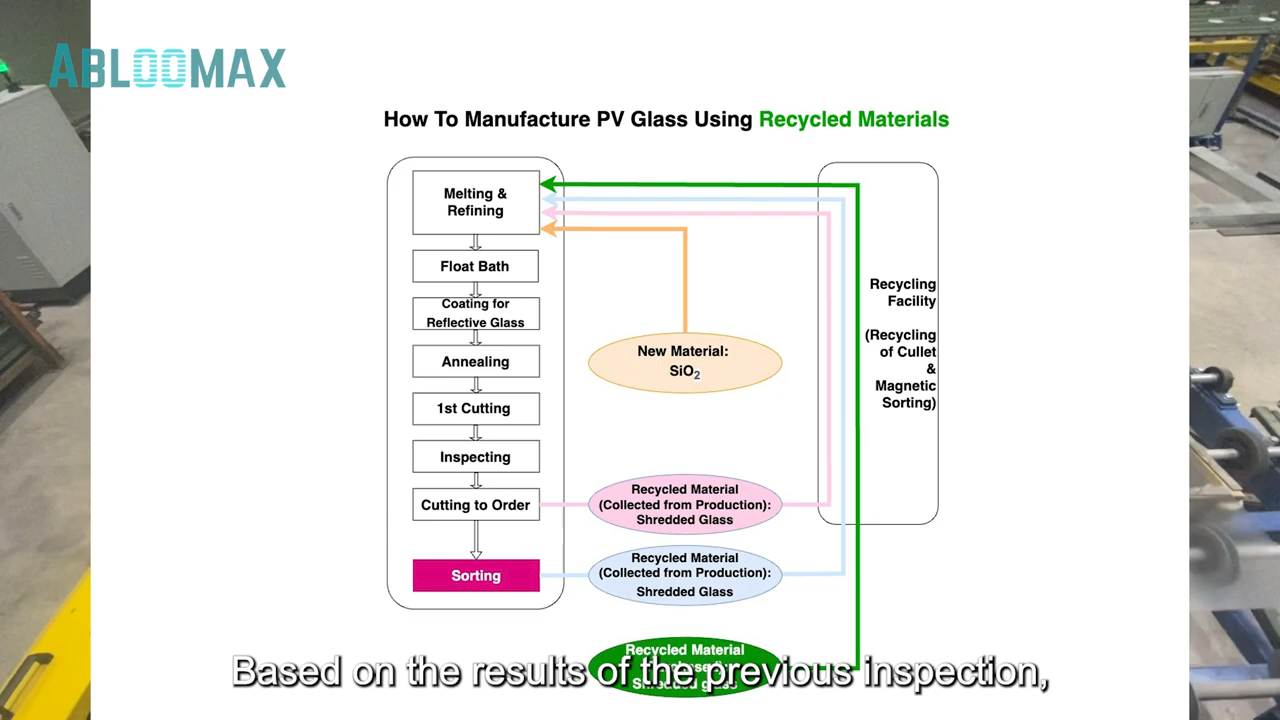 ABLOOMAX
How To Manufacture PV Glass Using Recycled Materials
Melting &
Refining
Float Bath
Coating for
Reflective Glass
Annealing
1st Cutting
Inspecting
Cutting to Order
Sorting
New Material:
SiO2
Recycled Material
(Collected from Production):
Shredded Glass
Recycled Material
(Collected from Production):
Shredded Glass
Recycled Material
Shredded glass
Recycling
Facility
(Recycling
of Cullet
&
Magnetic
Sorting)
Based on the results of the previous inspection,